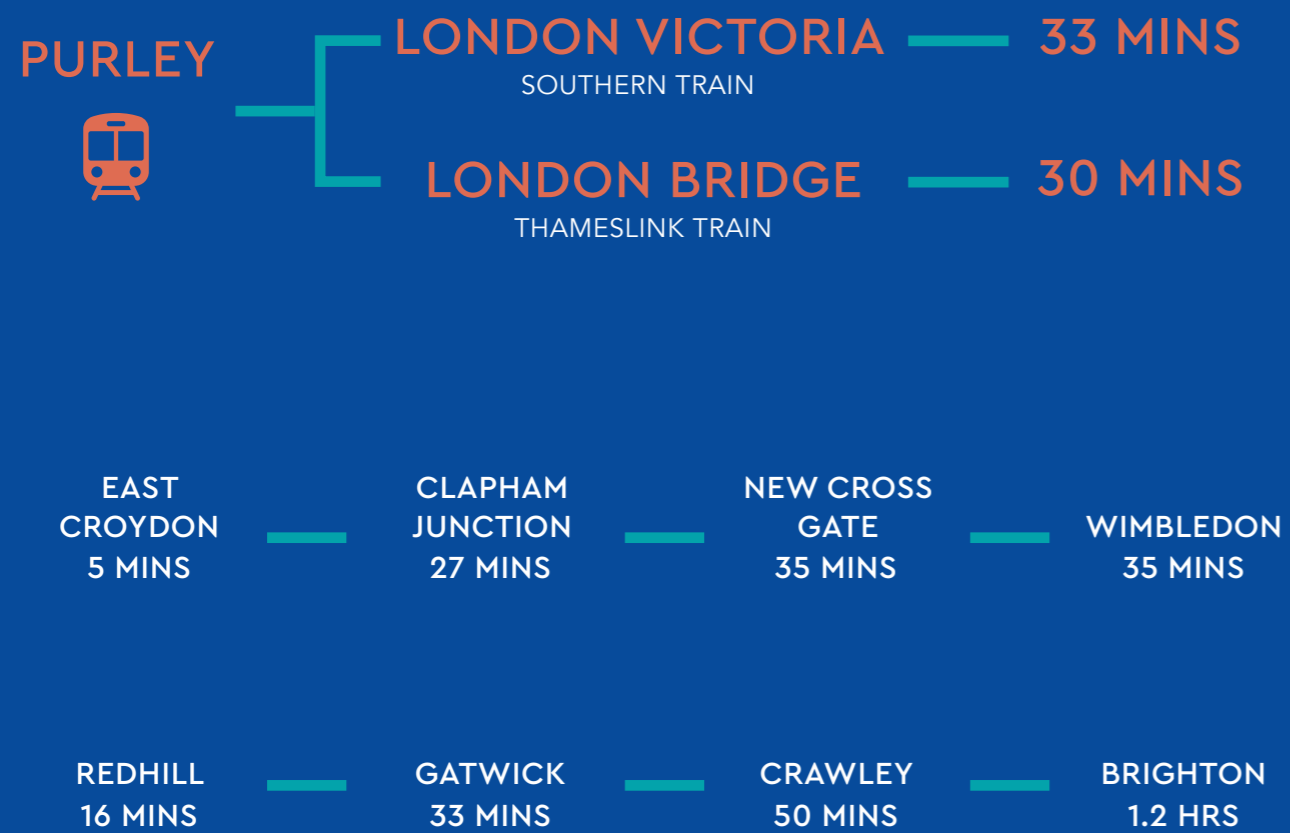 PURLEY
LONDON VICTORIA
33 MINS
SOUTHERN TRAIN
LONDON BRIDGE
30 MINS
THAMESLINK TRAIN
EAST
CROYDON
5 MINS
CLAPHAM
JUNCTION
27 MINS
NEW CROSS
GATE
35 MINS
WIMBLEDON
35 MINS
REDHILL
16 MINS
GATWICK
33 MINS
CRAWLEY
50 MINS
BRIGHTON
1.2 HRS